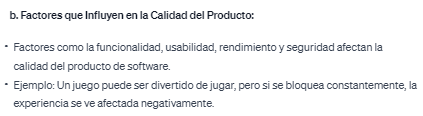 b. Factores que Influyen en la Calidad del Producto:
• Factores como la funcionalidad, usabilidad, rendimiento y seguridad afectan la
calidad del producto de software.
• Ejemplo: Un juego puede ser divertido de jugar, pero si se bloquea constantemente, la
experiencia se ve afectada negativamente.